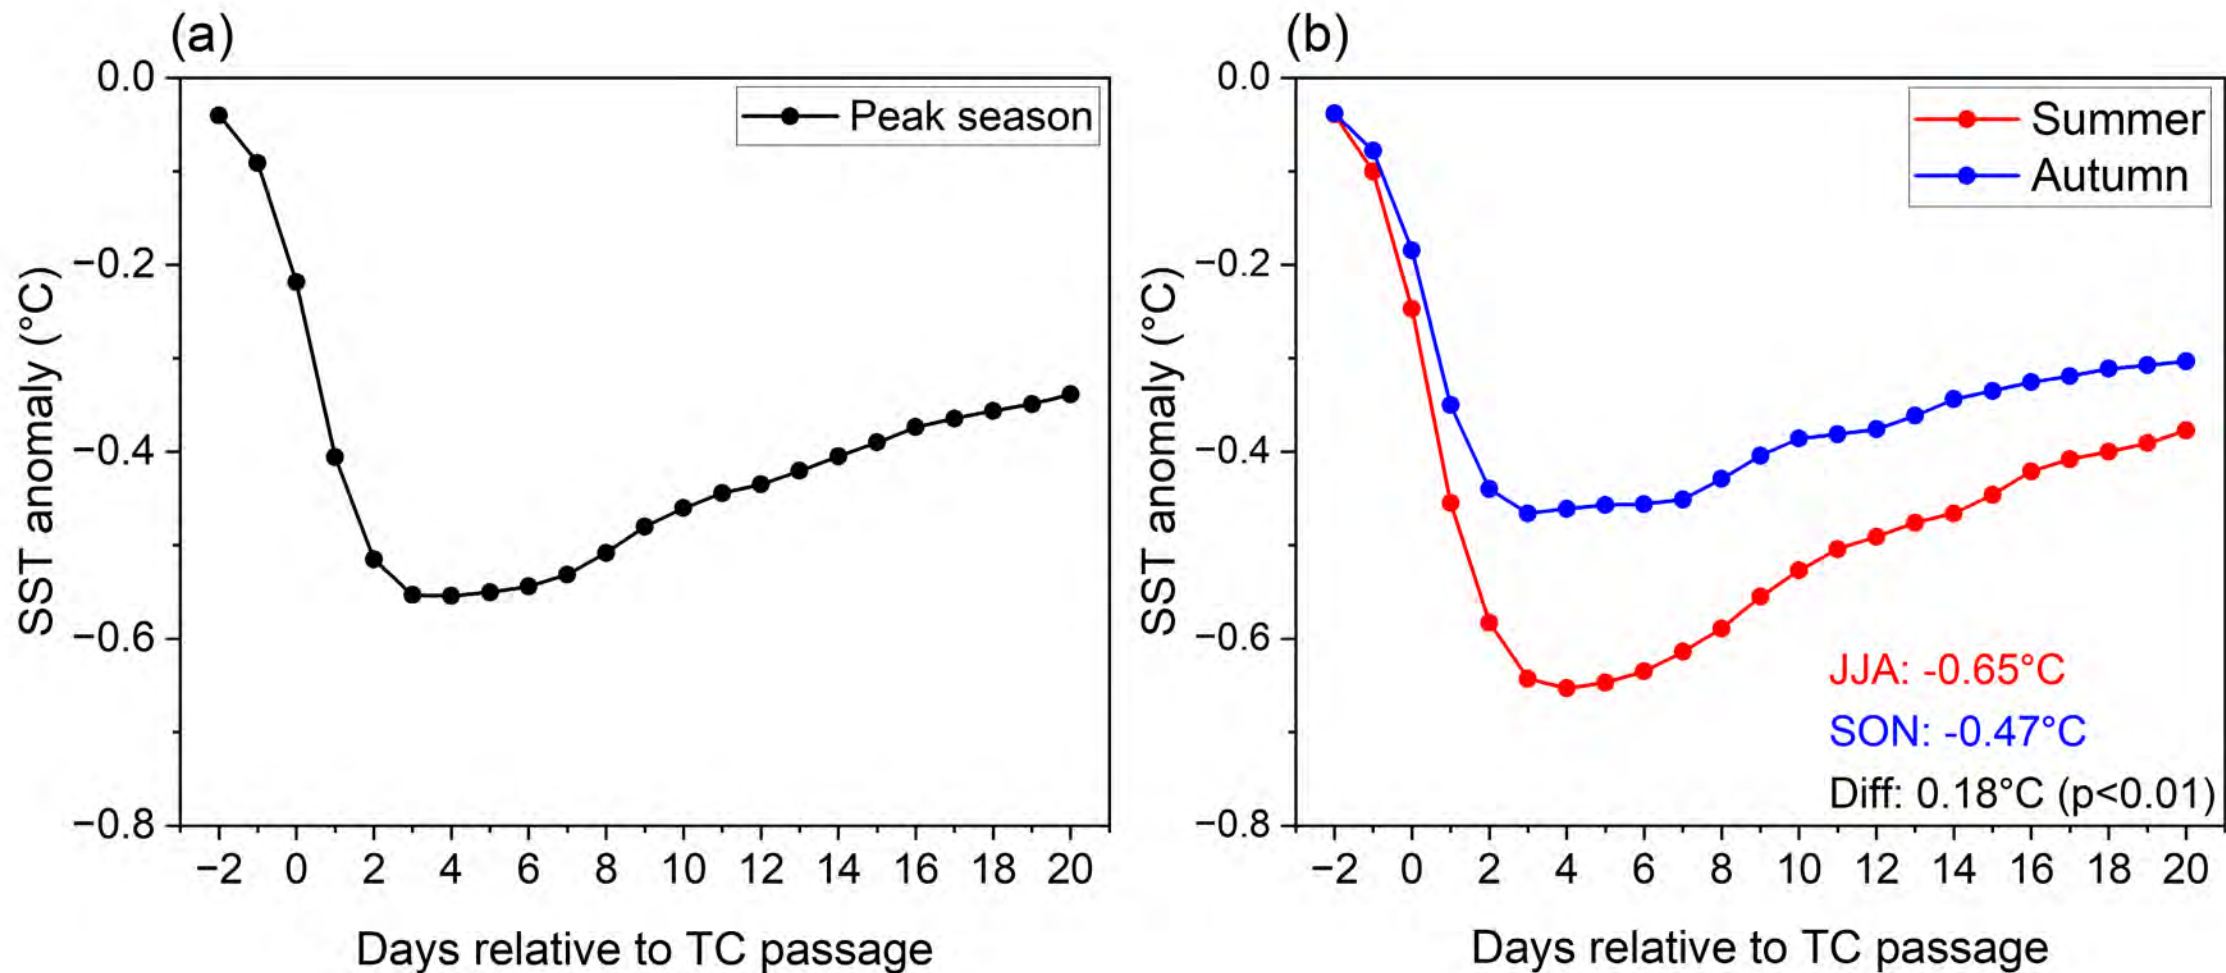 (a)
Peak season
0.0
−0.2
−0.4
−0.6
−0.8
SST anomaly (°C)
−2 0 2 4 6 8 10 12 14 16 18 20
Days relative to TC passage
(b)
Summer
Autumn
0.0
−0.2
−0.4
−0.6
−0.8
SST anomaly (°C)
JJA: -0.65°C
SON: -0.47°C
Diff: 0.18°C (p<0.01)
−2 0 2 4 6 8 10 12 14 16 18 20
Days relative to TC passage